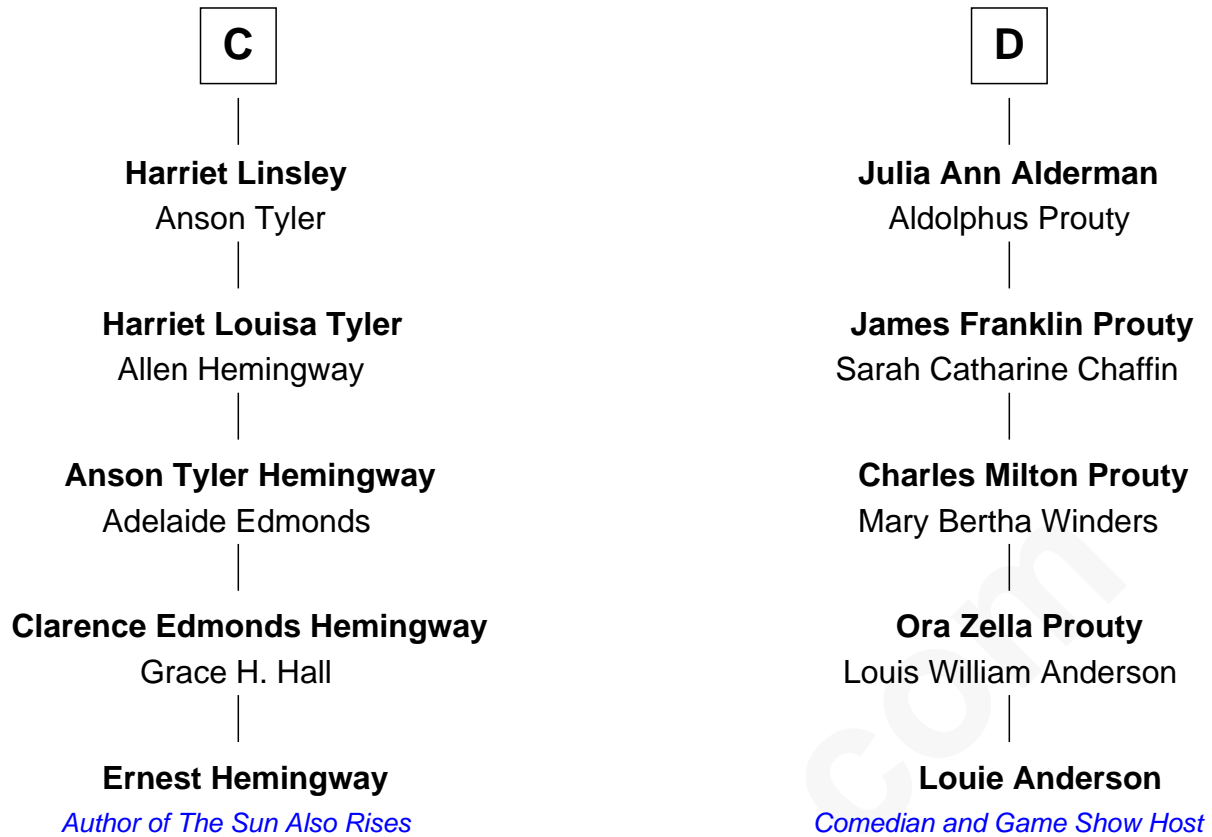 C
Harriet Linsley
Anson Tyler
Harriet Louisa Tyler
Allen Hemingway
Anson Tyler Hemingway
Adelaide Edmonds
Clarence Edmonds Hemingway
Grace H. Hall
Ernest Hemingway
Author of The Sun Also Rises
D
Julia Ann Alderman
Aldolphus Prouty
James Franklin Prouty
Sarah Catharine Chaffin
Charles Milton Prouty
Mary Bertha Winders
Ora Zella Prouty
Louis William Anderson
Louie Anderson
Comedian and Game Show Host
com